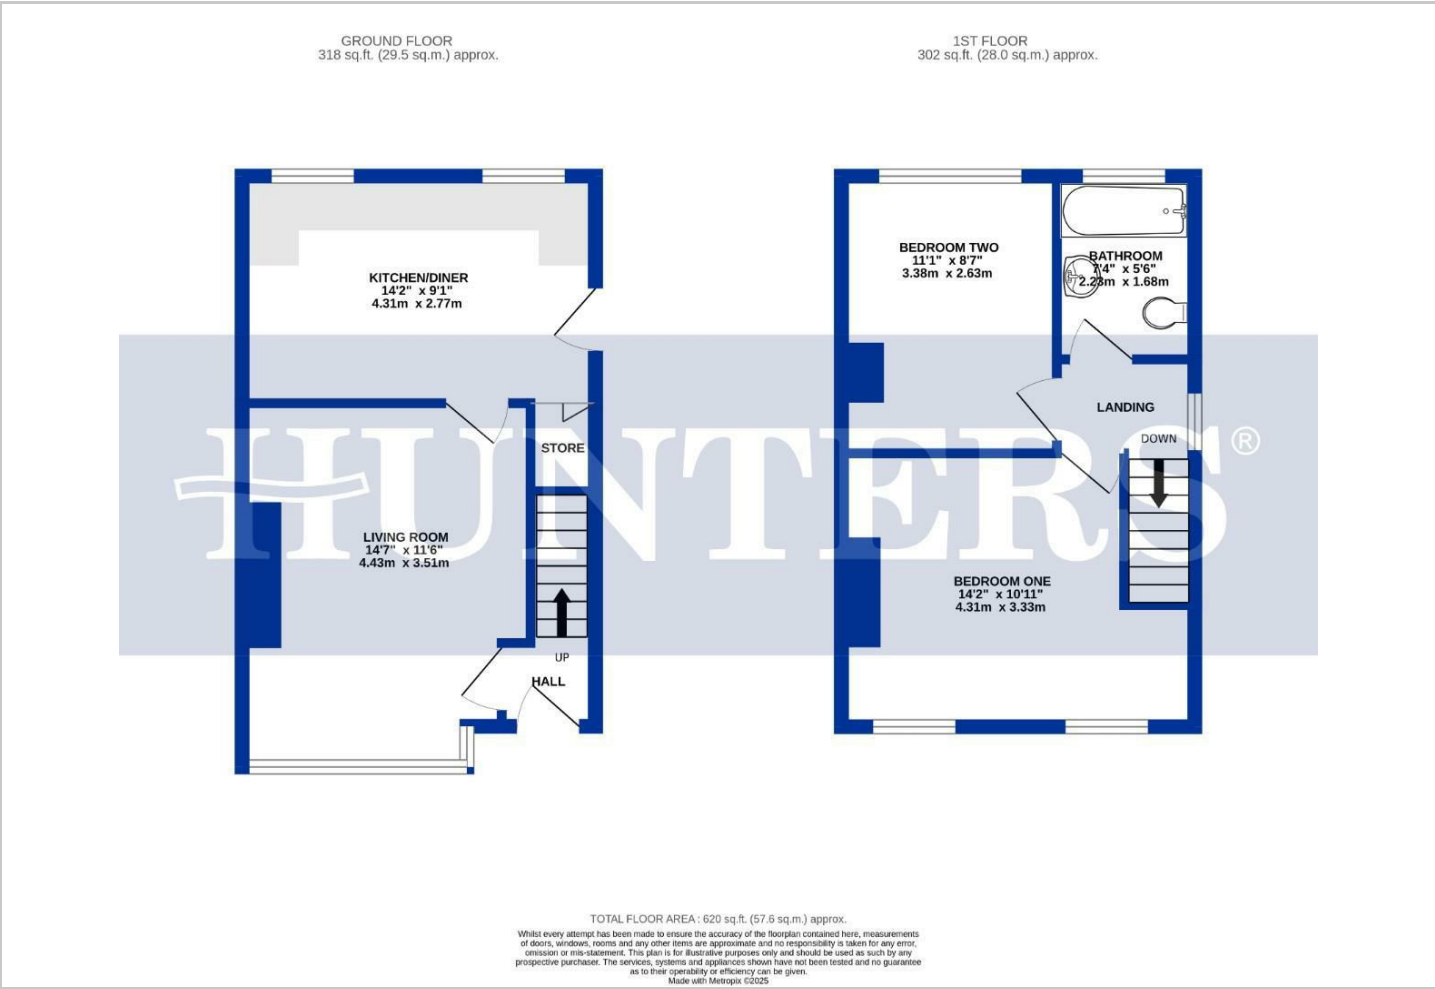 GROUND FLOOR
318 sq.ft. (29.5 sq.m.) approx.
1ST FLOOR
302 sq.ft. (28.0 sq.m.) approx.
KITCHEN/DINER
14'2" x 9'1"
4.31m x 2.77m
STORE
LIVING ROOM
14'7" x 11'6"
4.43m x 3.51m
UP
HALL
BEDROOM TWO
11'1" x 8'7"
3.38m x 2.63m
BATHROOM
7'4" x 5'6"
2.23m x 1.68m
LANDING
DOWN
BEDROOM ONE
14'2" x 10'11"
4.31m x 3.33m
HUNTERS®
TOTAL FLOOR AREA : 620 sq.ft. (57.6 sq.m.) approx.
Whilst every attempt has been made to ensure the accuracy of the floorplan contained here, measurements
of doors, windows, rooms and any other items are approximate and no responsibility is taken for any error,
omission or mis-statement. This plan is for illustrative purposes only and should be used as such by any
prospective purchaser. The services, systems and appliances shown have not been tested and no guarantee
as to their operability or efficiency can be given.
Made with Metropix ©2025